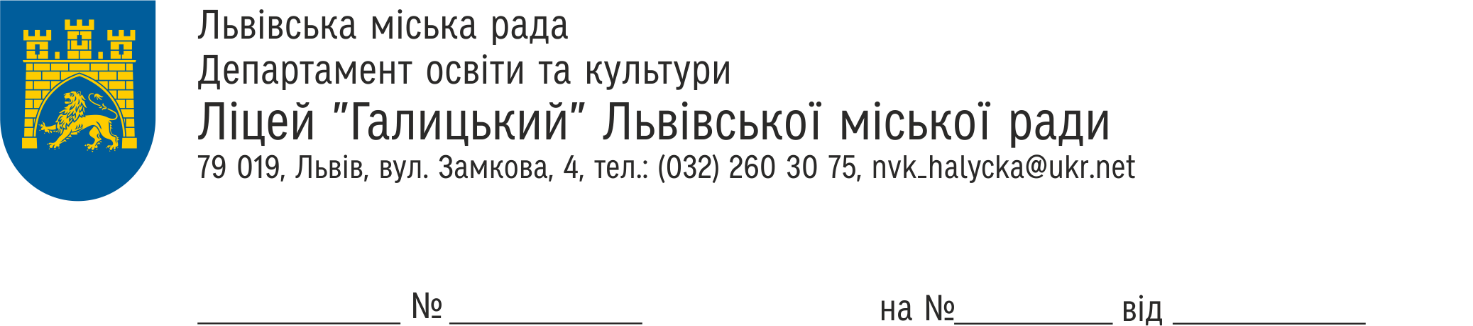 Львівська міська рада
Департамент освіти та культури
Ліцей "Галицький" Львівської міської ради
79 019, Львів, вул. Замкова, 4, тел.: (032) 260 30 75, nvk_halycka@ukr.net
____________ № ____________ на №__________ від ____________